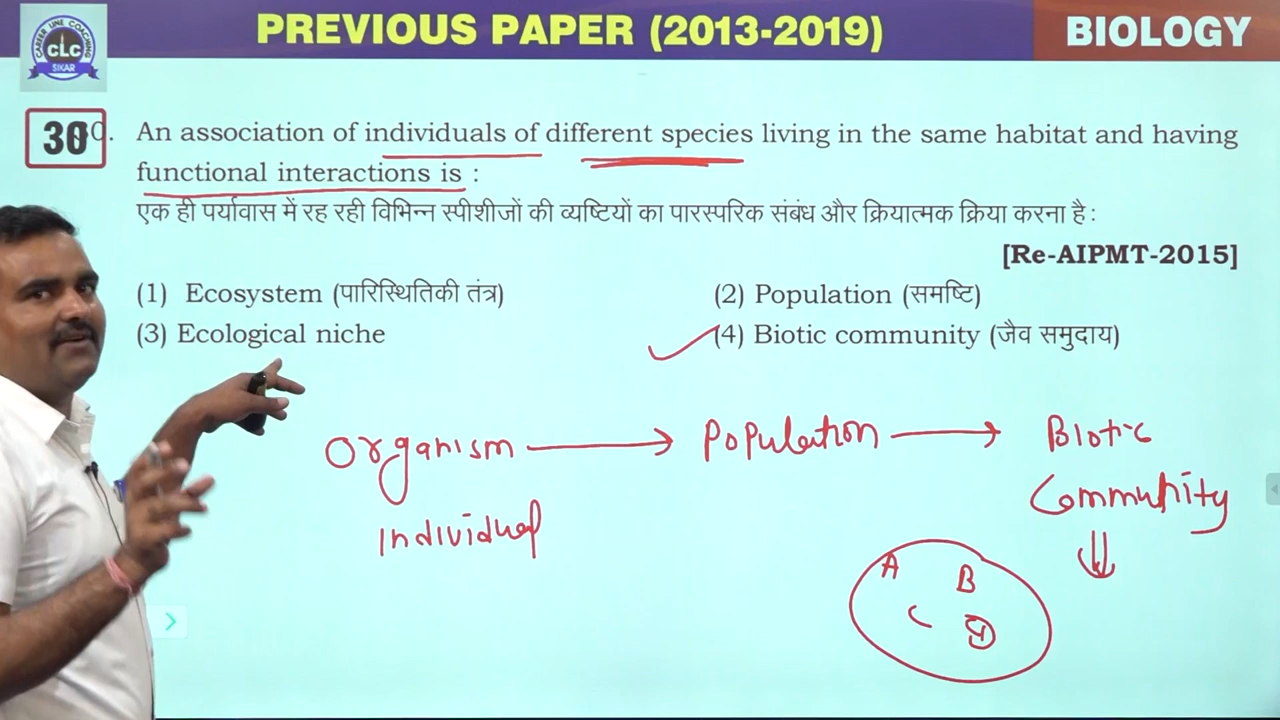 PREVIOUS PAPER (2013-2019)
BIOLOGY
CAREER LINE COACHING
CLC
SIKAR
30
0. An association of individuals of different species living in the same habitat and having
functional interactions is :
एक ही पर्यावास में रह रही विभिन्न स्पीशीजों की व्यष्टियों का पारस्परिक संबंध और क्रियात्मक क्रिया करना है :
[Re-AIPMT-2015]
(1) Ecosystem (पारिस्थितिकी तंत्र)
(2) Population (समष्टि)
(3) Ecological niche
(4) Biotic community (जैव समुदाय)
Organism → Population → Biotic
Community
Individual
A B
C